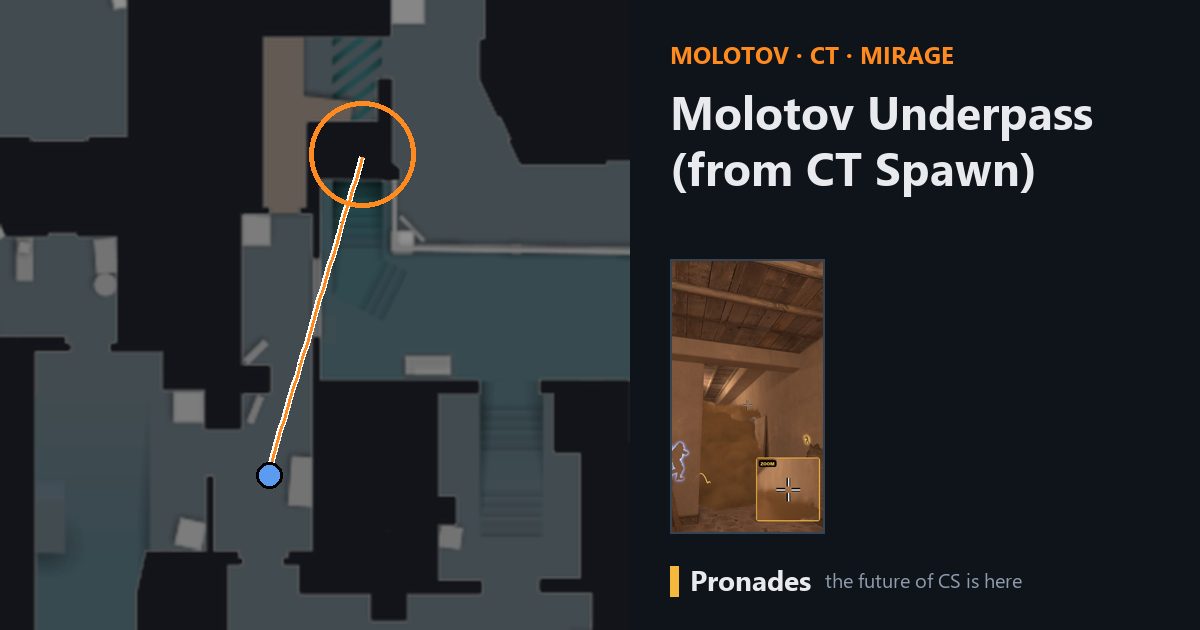 MOLOTOV · CT · MIRAGE
Molotov Underpass
(from CT Spawn)
ZOOM
Pronades the future of CS is here